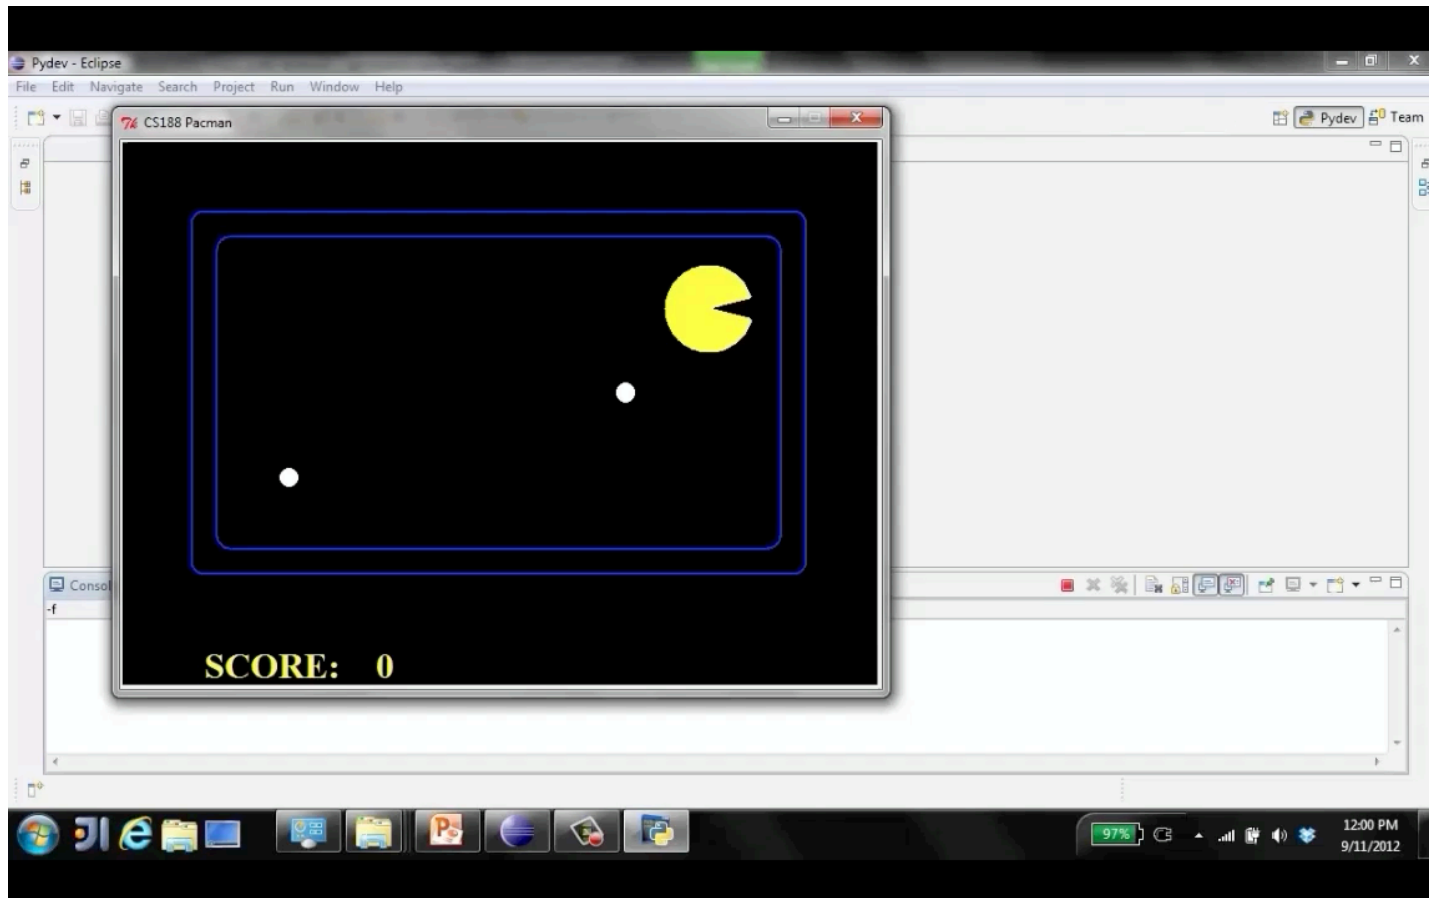 Pydev - Eclipse
File Edit Navigate Search Project Run Window Help
CS188 Pacman
Pydev
Team
SCORE: 0
Consol
-f
97%
12:00 PM
9/11/2012